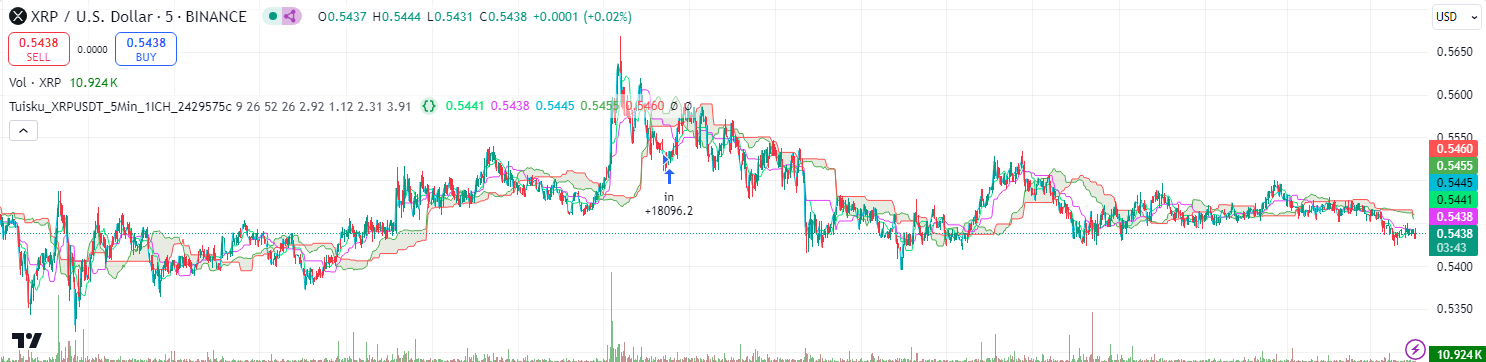 XRP / U.S. Dollar · 5 · BINANCE O0.5437 H0.5444 L0.5431 C0.5438 +0.0001 (+0.02%)
USD
0.5438 SELL
0.0000
0.5438 BUY
Vol · XRP 10.924K
Tuisku_XRPUSDT_5Min_1ICH_2429575c 9 26 52 26 2.92 1.12 2.31 3.91 {} 0.5441 0.5438 0.5445 0.5455 0.5460 Ø Ø
in
+18096.2
0.5650
0.5600
0.5550
0.5460
0.5455
0.5445
0.5441
0.5438
0.5438
03:43
0.5400
0.5350
10.924K